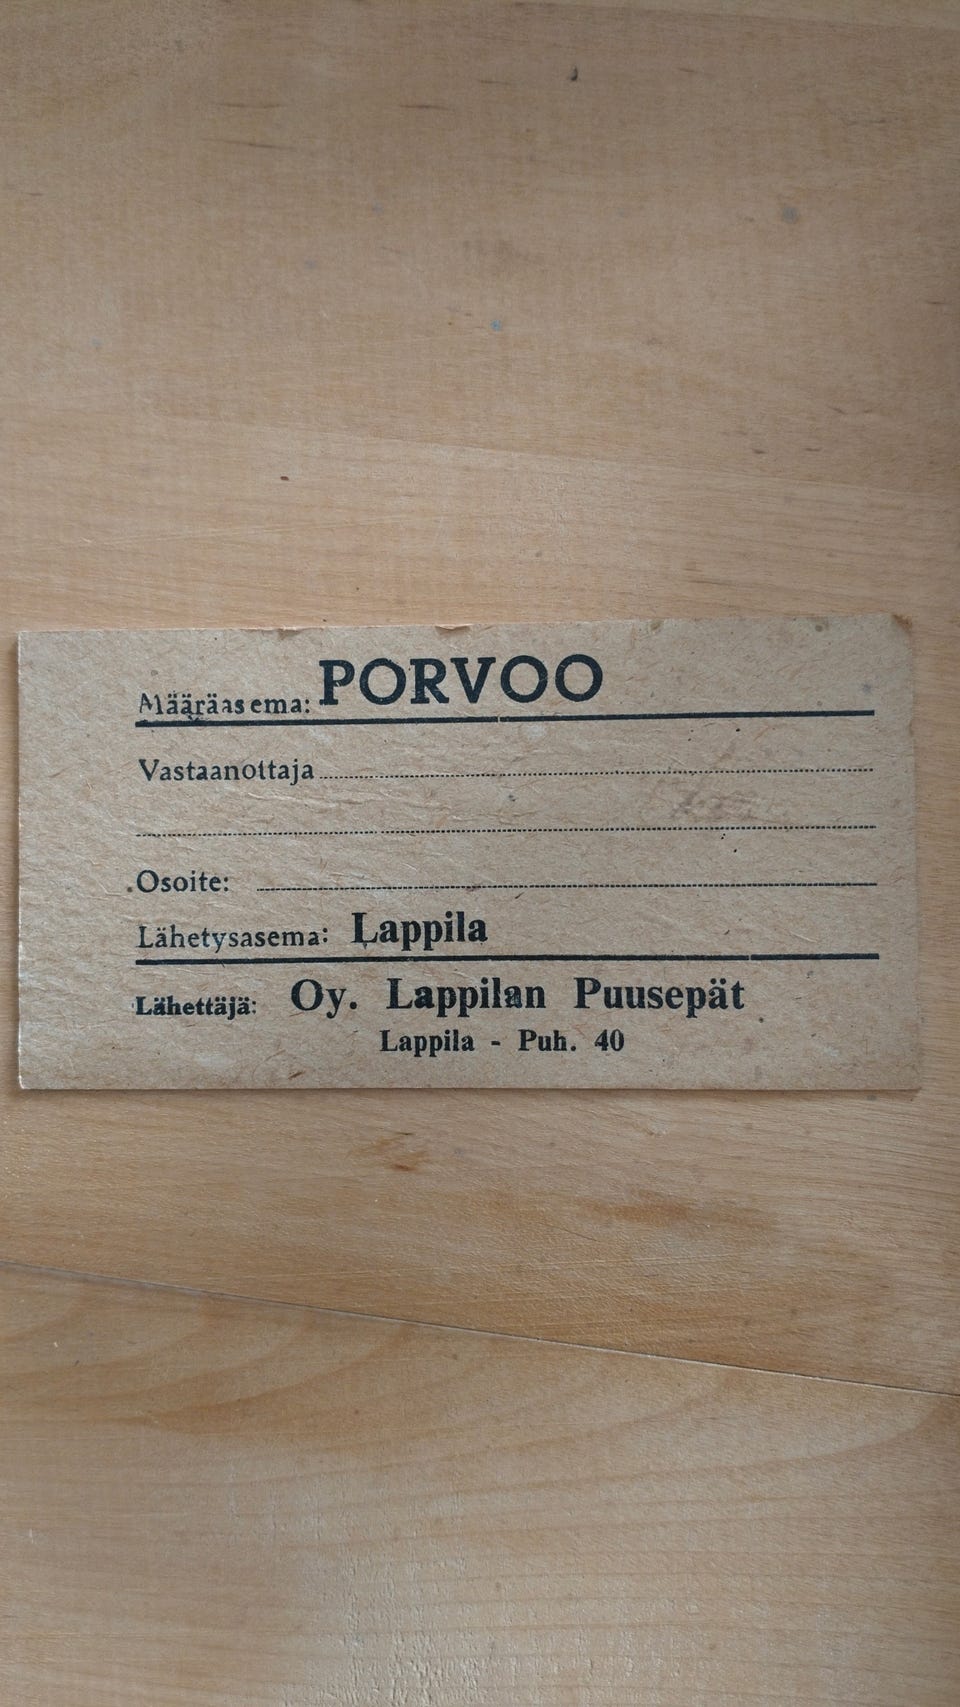 Määräasema: PORVOO
Vastaanottaja
Osoite:
Lähetysasema: Lappila
Lähettäjä: Oy. Lappilan Puusepät
Lappila - Puh. 40